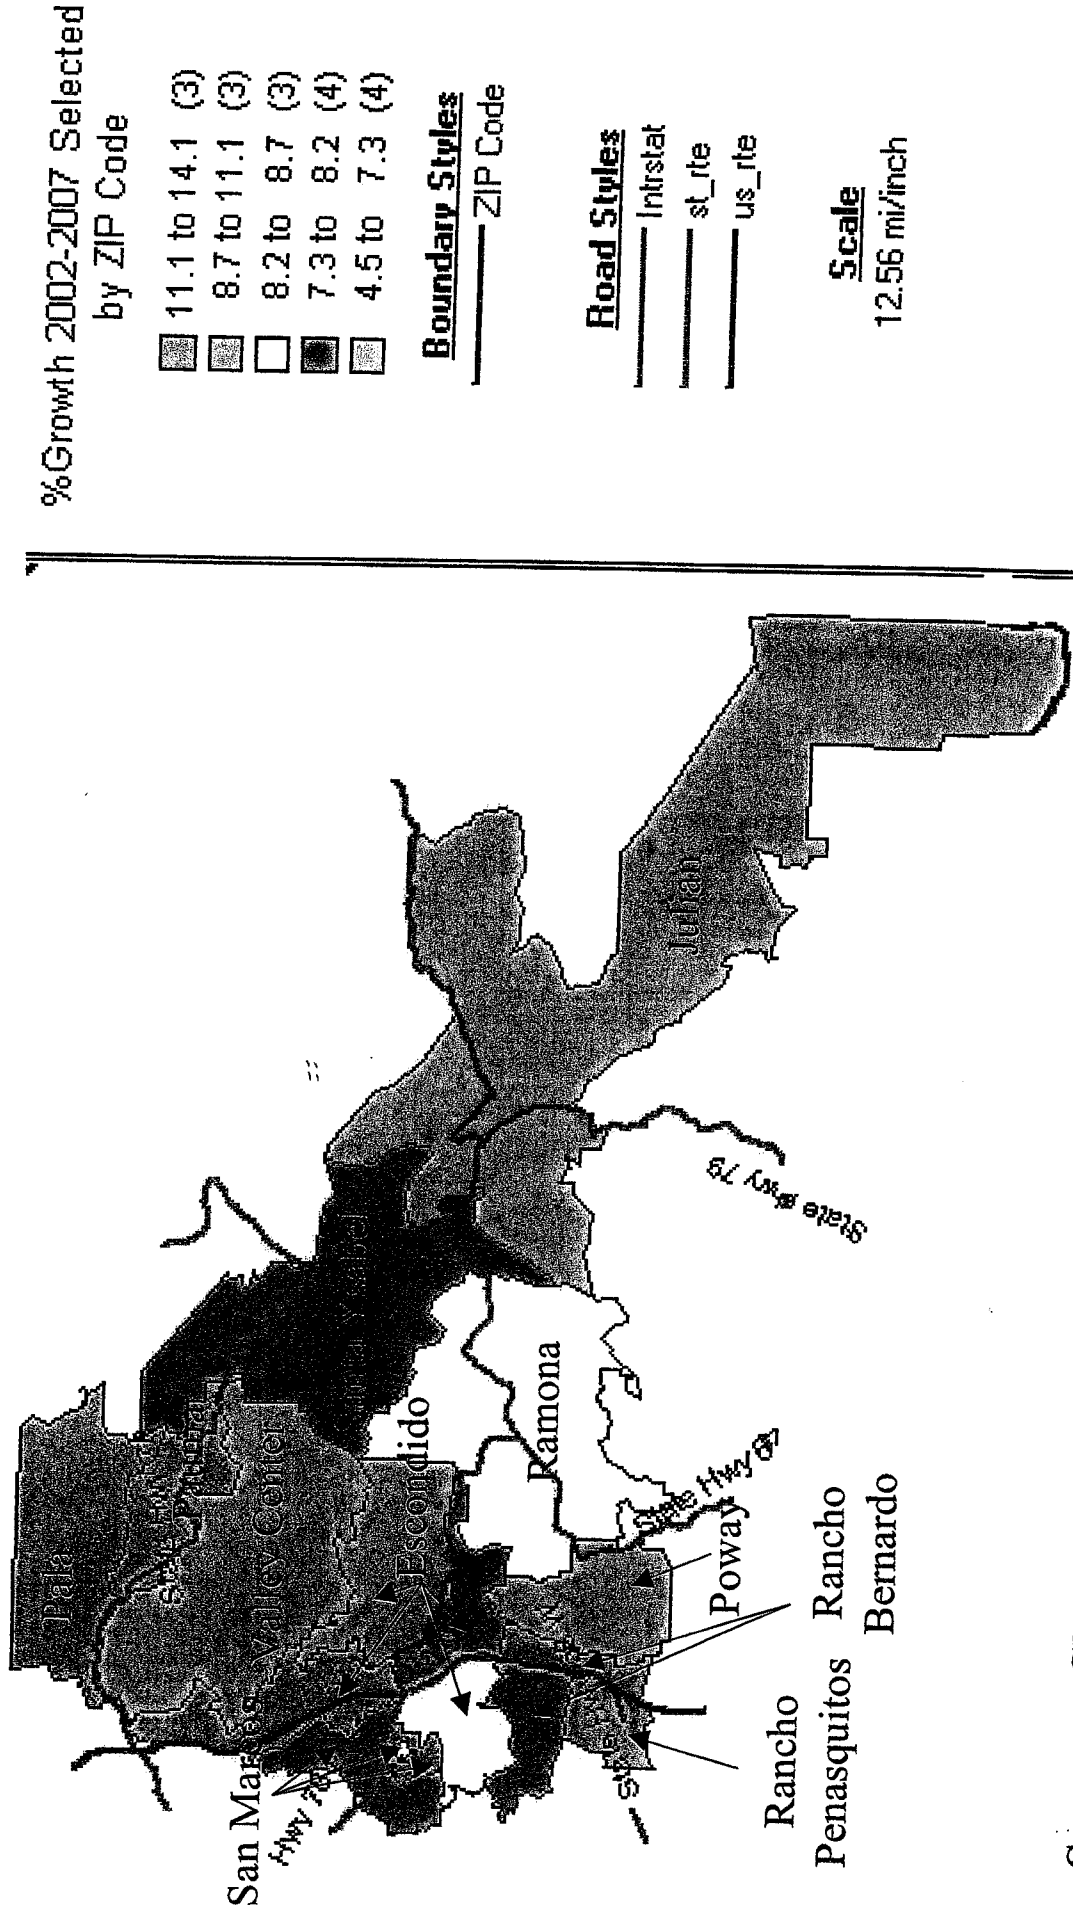 %Growth 2002-2007 Selected
by ZIP Code
11.1 to 14.1 (3)
8.7 to 11.1 (3)
8.2 to 8.7 (3)
7.3 to 8.2 (4)
4.5 to 7.3 (4)
Boundary Styles
ZIP Code
Road Styles
Intrstat
st_rte
us_rte
Scale
12.56 mi/inch
Pala
Pauma
Valley Center
San Marcos
Hwy 78
Escondido
Ramona
Julian
State Hwy 79
State Hwy
Poway
Rancho
Bernardo
Rancho
Penasquitos